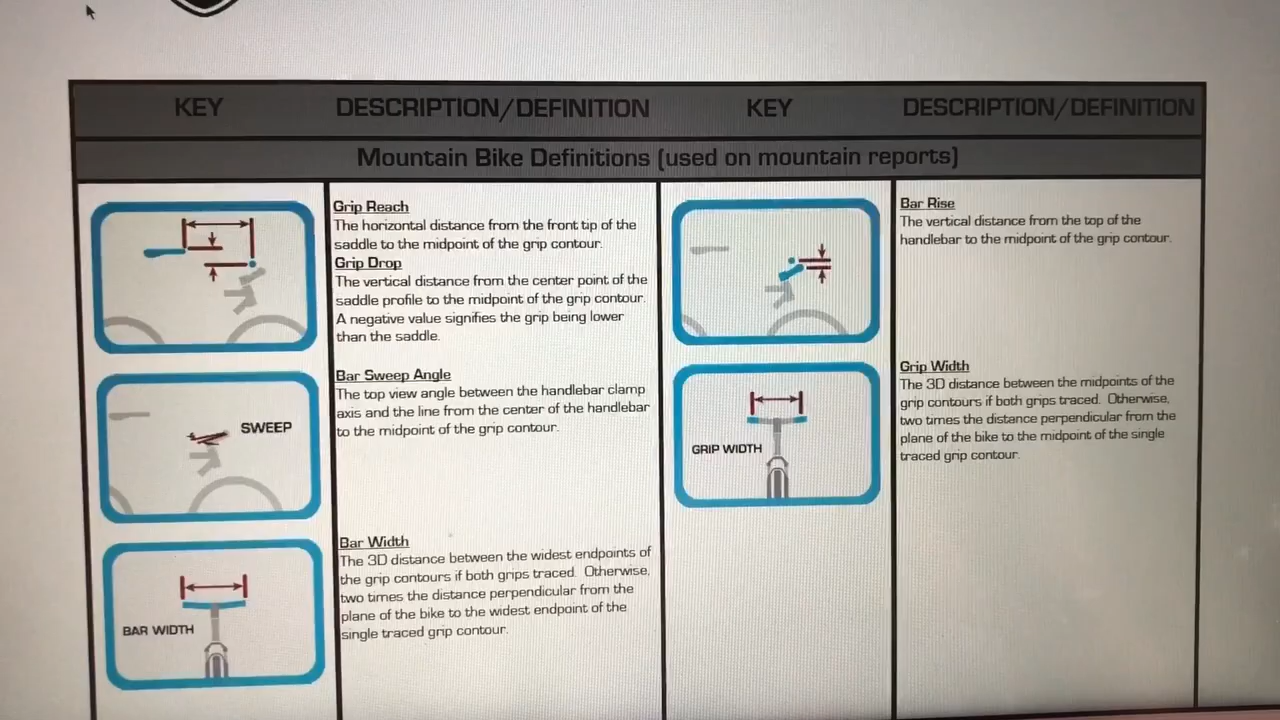 KEY DESCRIPTION/DEFINITION KEY DESCRIPTION/DEFINITION
Mountain Bike Definitions (used on mountain reports)
Grip Reach
The horizontal distance from the front tip of the
saddle to the midpoint of the grip contour.
Grip Drop
The vertical distance from the center point of the
saddle profile to the midpoint of the grip contour.
A negative value signifies the grip being lower
than the saddle.
Bar Rise
The vertical distance from the top of the
handlebar to the midpoint of the grip contour.
SWEEP
Bar Sweep Angle
The top view angle between the handlebar clamp
axis and the line from the center of the handlebar
to the midpoint of the grip contour.
GRIP WIDTH
Grip Width
The 3D distance between the midpoints of the
grip contours if both grips traced. Otherwise,
two times the distance perpendicular from the
plane of the bike to the midpoint of the single
traced grip contour.
BAR WIDTH
Bar Width
The 3D distance between the widest endpoints of
the grip contours if both grips traced. Otherwise,
two times the distance perpendicular from the
plane of the bike to the widest endpoint of the
single traced grip contour.